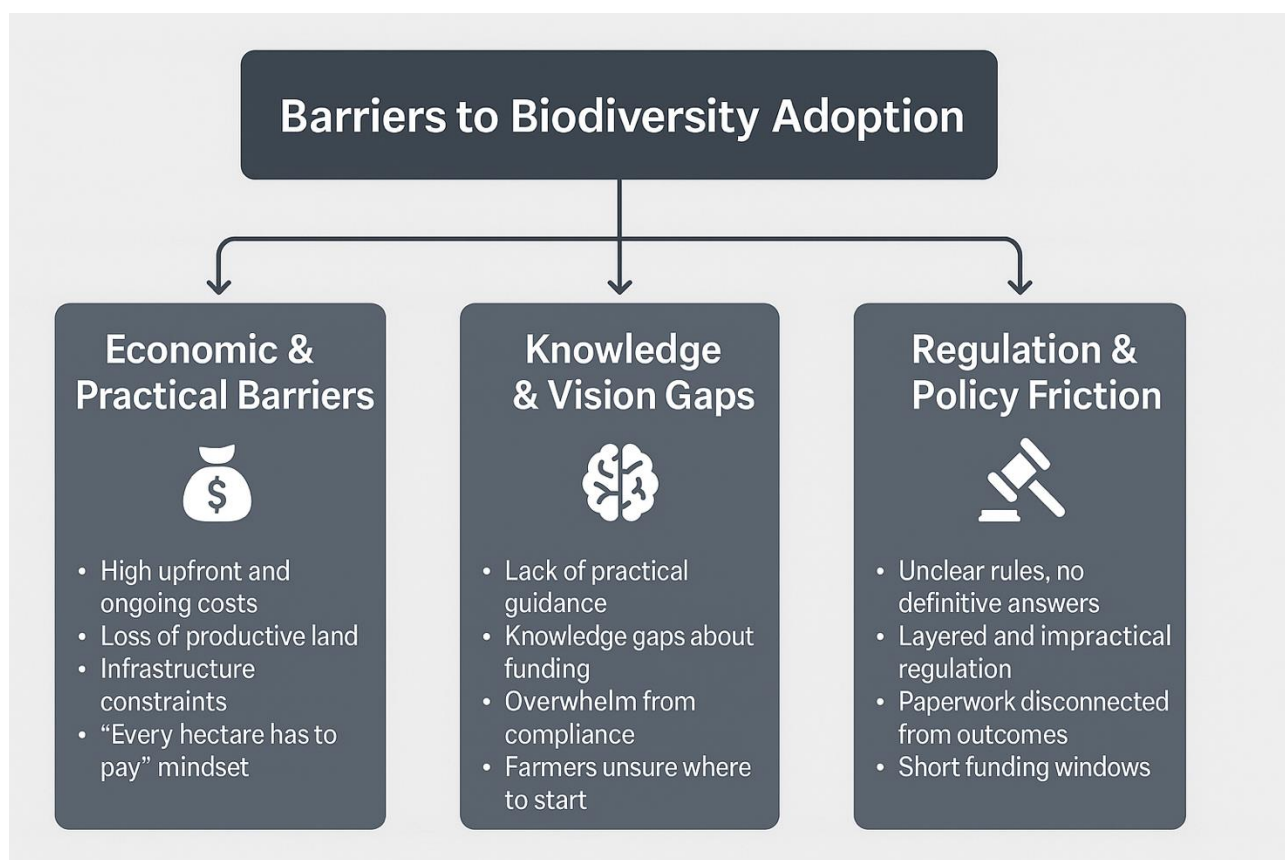 Barriers to Biodiversity Adoption
Economic &
Practical Barriers
$
• High upfront and
ongoing costs
• Loss of productive land
• Infrastructure
constraints
• “Every hectare has to
pay” mindset
Knowledge
& Vision Gaps
• Lack of practical
guidance
• Knowledge gaps about
funding
• Overwhelm from
compliance
• Farmers unsure where
to start
Regulation &
Policy Friction
• Unclear rules, no
definitive answers
• Layered and impractical
regulation
• Paperwork disconnected
from outcomes
• Short funding windows